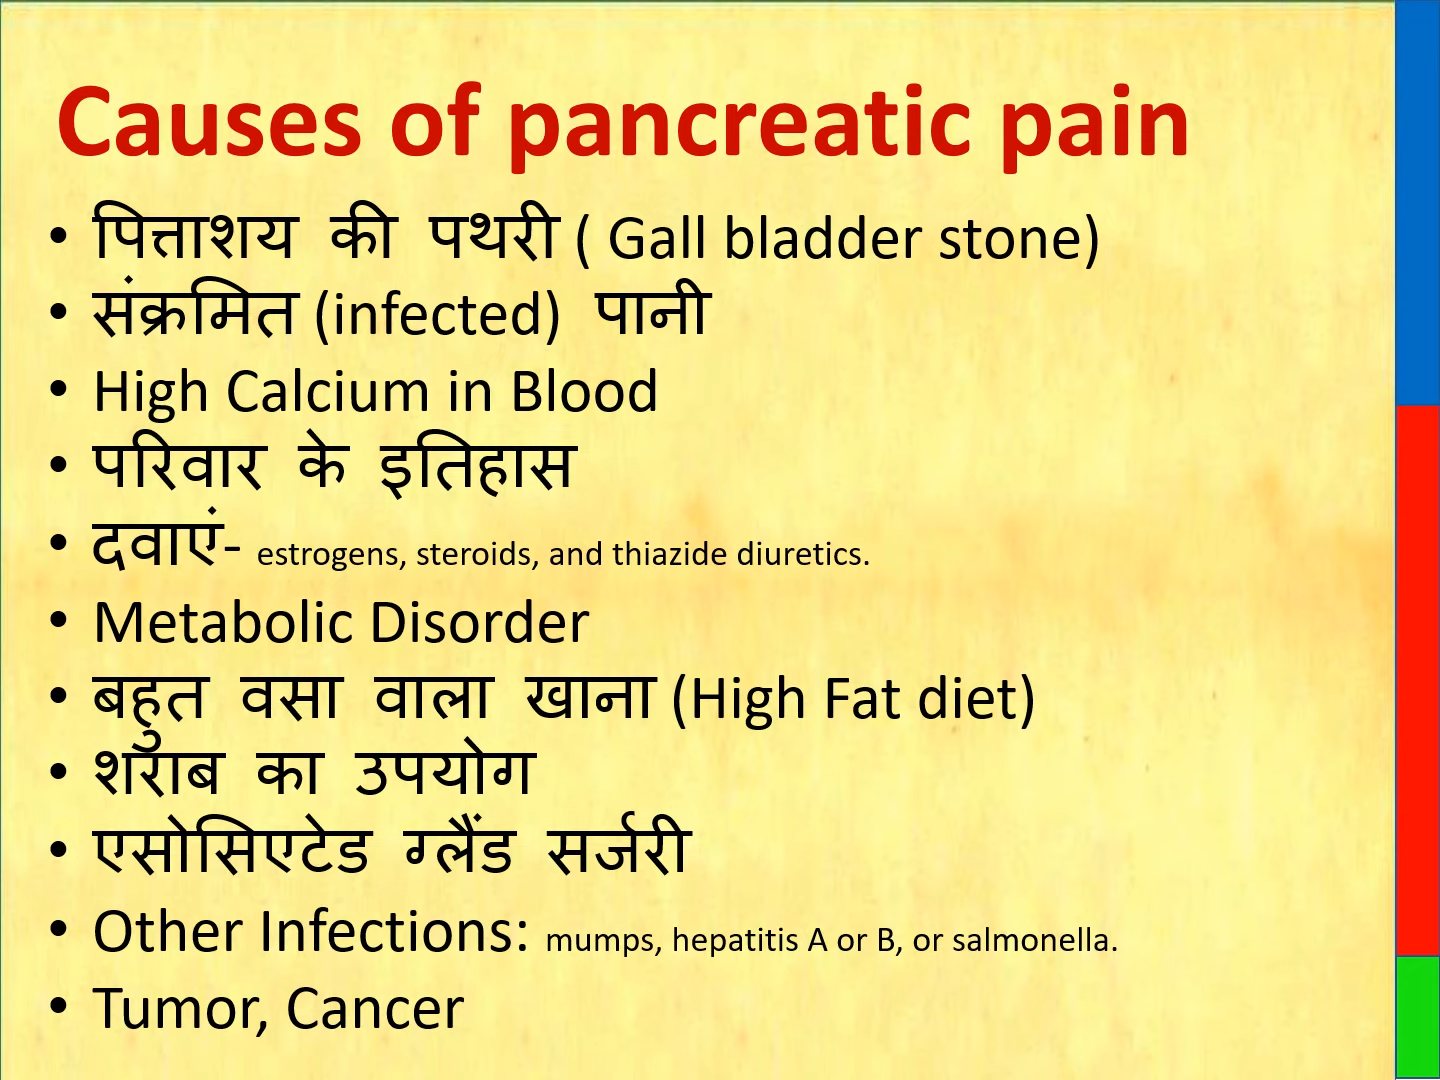 Causes of pancreatic pain
• पित्ताशय की पथरी ( Gall bladder stone)
• संक्रमित (infected) पानी
• High Calcium in Blood
• परिवार के इतिहास
• दवाएं- estrogens, steroids, and thiazide diuretics.
• Metabolic Disorder
• बहुत वसा वाला खाना (High Fat diet)
• शराब का उपयोग
• एसोसिएटेड ग्लैंड सर्जरी
• Other Infections: mumps, hepatitis A or B, or salmonella.
• Tumor, Cancer